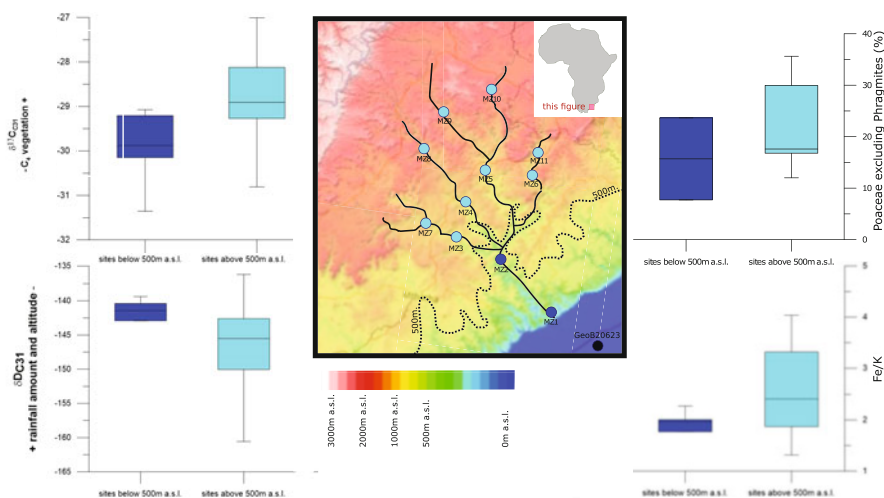 -27
-28
-29
-30
-31
-32
δ¹³C C31
- C₄ vegetation +
sites below 500m a.s.l.
sites above 500m a.s.l.
-135
-140
-145
-150
-155
-160
-165
δDC31
+ rainfall amount and altitude -
sites below 500m a.s.l.
sites above 500m a.s.l.
this figure
MZ10
MZ9
MZ8
MZ11
MZ5
MZ6
500m
MZ4
MZ7
MZ3
MZ2
MZ1
500m
GeoB20623
3000m a.s.l.
2000m a.s.l.
1000m a.s.l.
500m a.s.l.
0m a.s.l.
40
30
20
10
0
Poaceae excluding Phragmites (%)
sites below 500m a.s.l.
sites above 500m a.s.l.
5
4
3
2
1
Fe/K
sites below 500m a.s.l.
sites above 500m a.s.l.